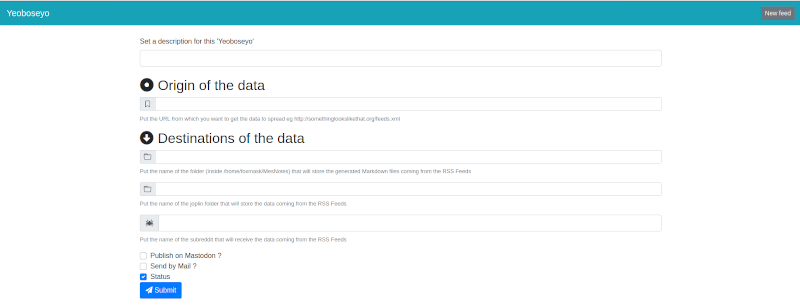 Yeoboseyo
New feed
Set a description for this 'Yeoboseyo'
Origin of the data
Put the URL from which you want to get the data to spread eg http://somethinglookslikethat.org/feeds.xml
Destinations of the data
Put the name of the folder (inside /home/foxmask/MesNotes) that will store the generated Markdown files coming from the RSS Feeds
Put the name of the joplin folder that will store the data coming from the RSS Feeds
Put the name of the subreddit that will receive the data coming from the RSS Feeds
Publish on Mastodon ?
Send by Mail ?
Status
Submit